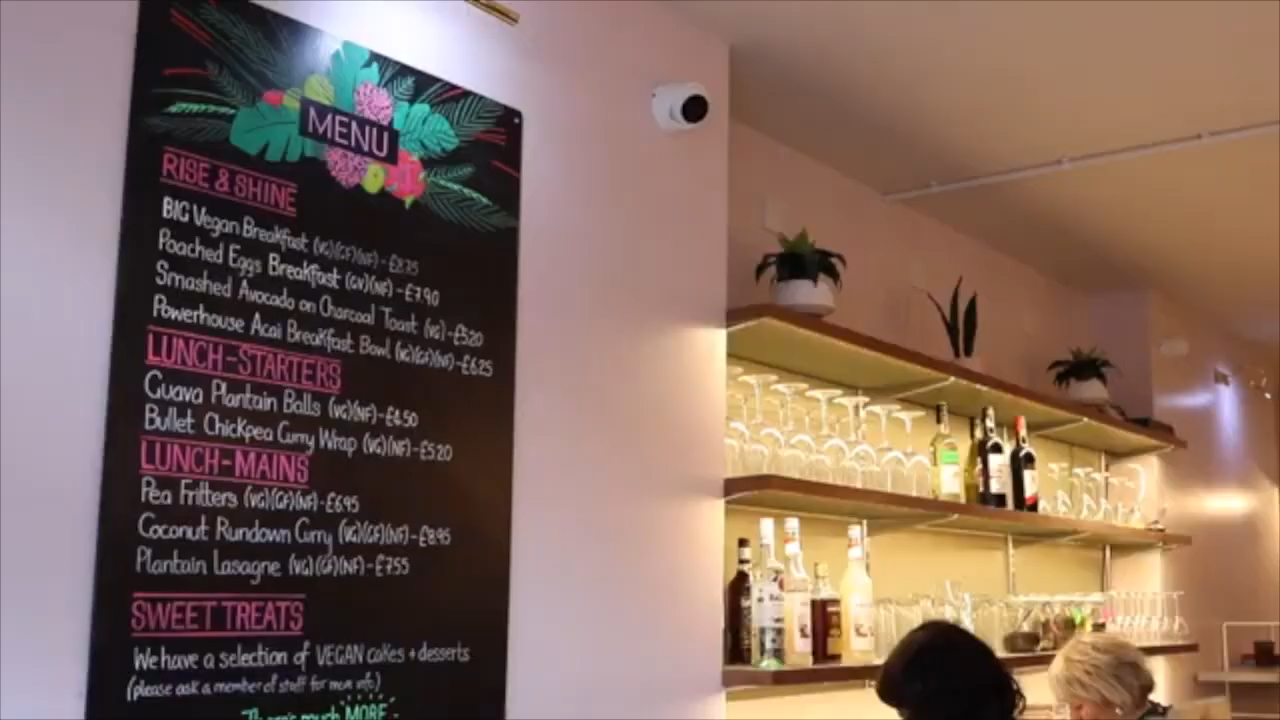 MENU
RISE & SHINE
BIG Vegan Breakfast (VG)(GF)(NF) - £8.75
Poached Eggs Breakfast (GV)(NF) - £7.90
Smashed Avocado on Charcoal Toast (VG) - £5.20
Powerhouse Acai Breakfast Bowl (VG)(GF)(NF) - £6.25
LUNCH-STARTERS
Guava Plantain Balls (VG)(NF) - £4.50
Bullet Chickpea Curry Wrap (VG)(NF) - £5.20
LUNCH-MAINS
Pea Fritters (VG)(GF)(NF) - £6.95
Coconut Rundown Curry (VG)(GF)(NF) - £8.95
Plantain Lasagne (VG)(GF)(NF) - £7.55
SWEET TREATS
We have a selection of VEGAN cakes + desserts
(please ask a member of staff for more info)
There's much "MORE" -